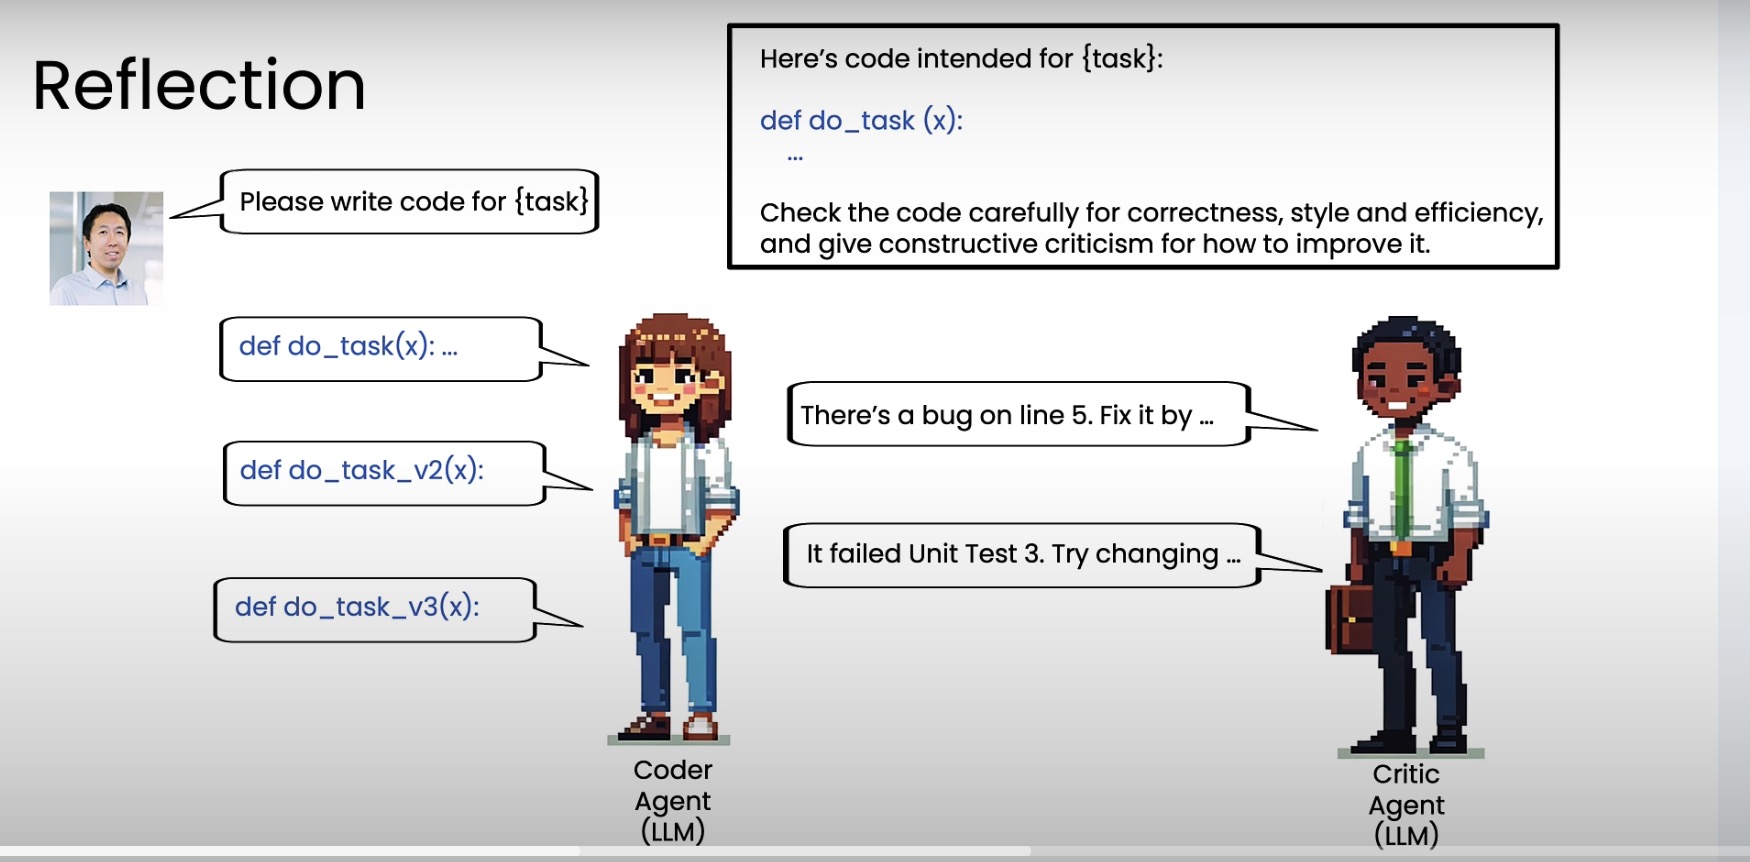 Reflection
Please write code for {task}
Here’s code intended for {task}:
def do_task (x):
...
Check the code carefully for correctness, style and efficiency,
and give constructive criticism for how to improve it.
def do_task(x): ...
There’s a bug on line 5. Fix it by ...
def do_task_v2(x):
It failed Unit Test 3. Try changing ...
def do_task_v3(x):
Coder
Agent
(LLM)
Critic
Agent
(LLM)